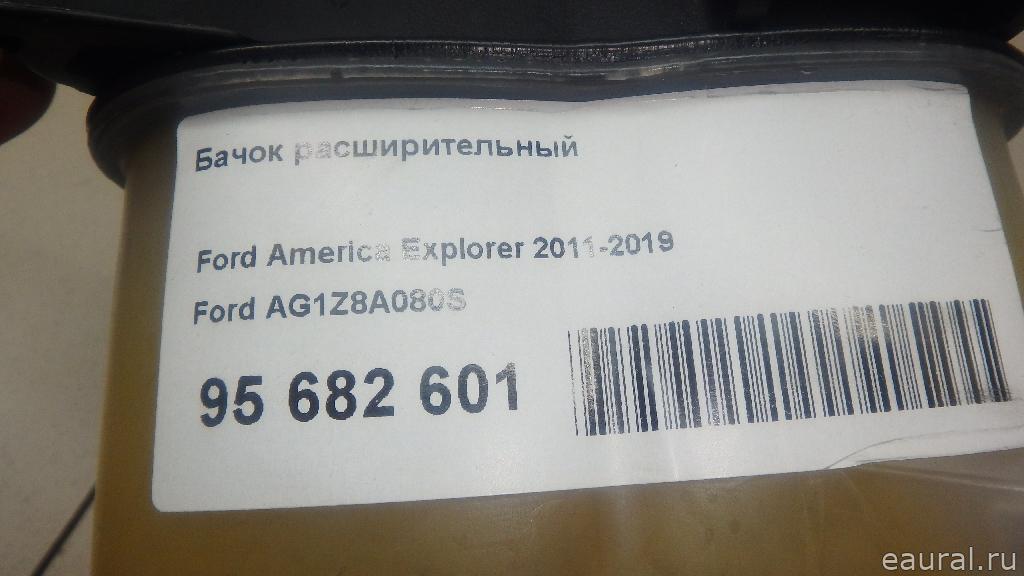 Бачок расширительный
Ford America Explorer 2011-2019
Ford AG1Z8A080S
95 682 601
eaural.ru